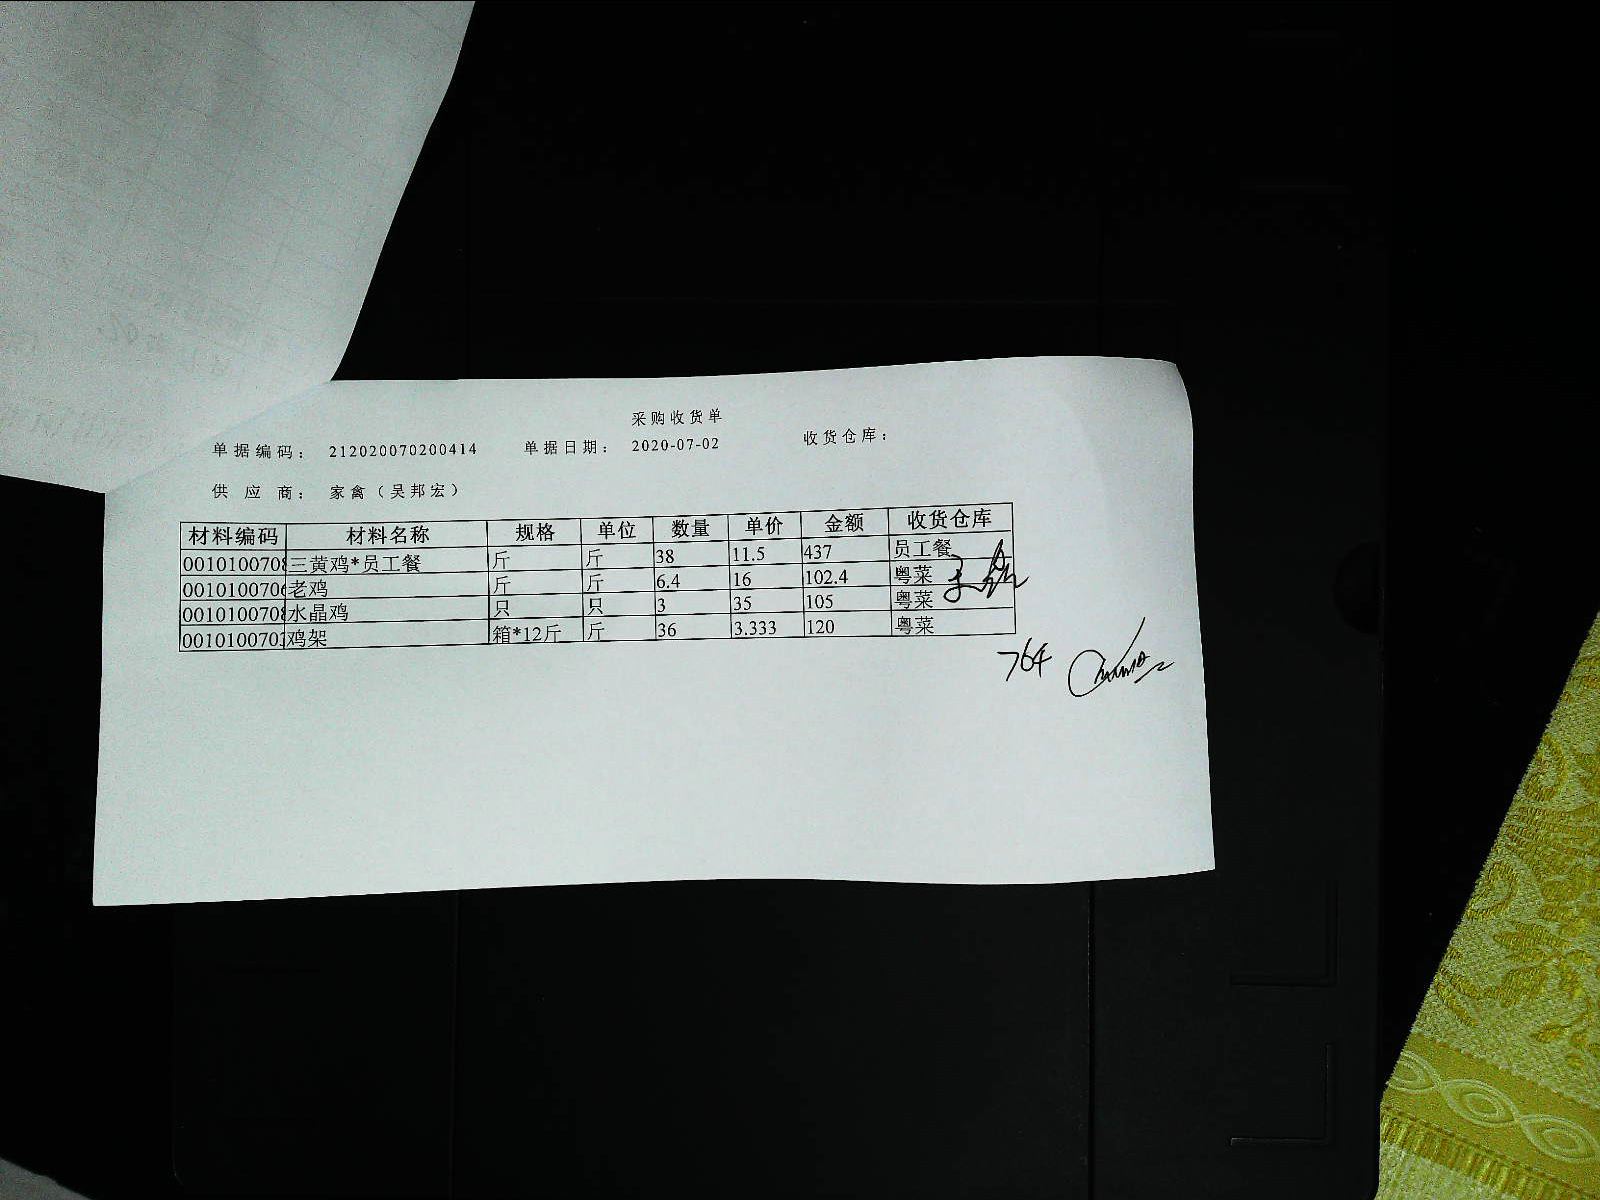 采购收货单
单据编码： 212020070200414 单据日期： 2020-07-02 收货仓库：
供应商： 家禽（吴邦宏）
材料编码 材料名称 规格 单位 数量 单价 金额 收货仓库
0010100708 三黄鸡*员工餐 斤 斤 38 11.5 437 员工餐
0010100706 老鸡 斤 斤 6.4 16 102.4 粤菜
0010100708 水晶鸡 只 只 3 35 105 粤菜
001010070 鸡架 箱*12斤 斤 36 3.333 120 粤菜
764